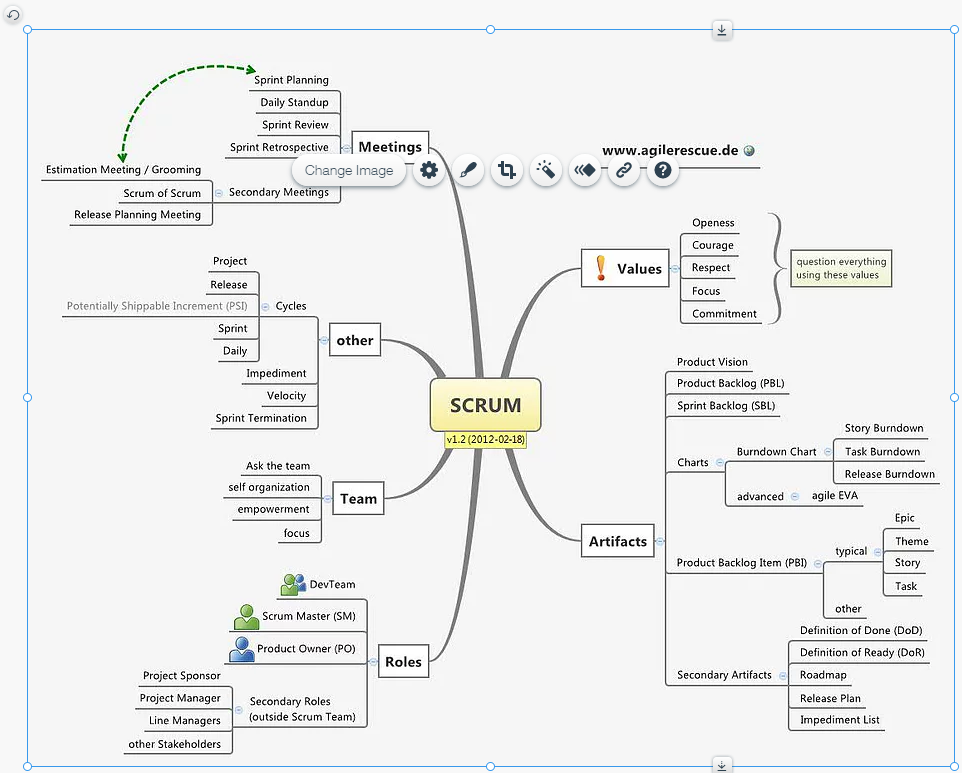 Sprint Planning
Daily Standup
Sprint Review
Sprint Retrospective
Meetings
Estimation Meeting / Grooming
Scrum of Scrum
Release Planning Meeting
Secondary Meetings
Change Image
?
www.agilerescue.de
Values
Openess
Courage
Respect
Focus
Commitment
question everything
using these values
Project
Release
Potentially Shippable Increment (PSI)
Sprint
Daily
Cycles
Impediment
Velocity
Sprint Termination
other
SCRUM
v1.2 (2012-02-18)
Ask the team
self organization
empowerment
focus
Team
Product Vision
Product Backlog (PBL)
Sprint Backlog (SBL)
Charts
Burndown Chart
Story Burndown
Task Burndown
Release Burndown
advanced
agile EVA
Artifacts
Product Backlog Item (PBI)
typical
Epic
Theme
Story
Task
other
Secondary Artifacts
Definition of Done (DoD)
Definition of Ready (DoR)
Roadmap
Release Plan
Impediment List
DevTeam
Scrum Master (SM)
Product Owner (PO)
Roles
Project Sponsor
Project Manager
Line Managers
other Stakeholders
Secondary Roles
(outside Scrum Team)